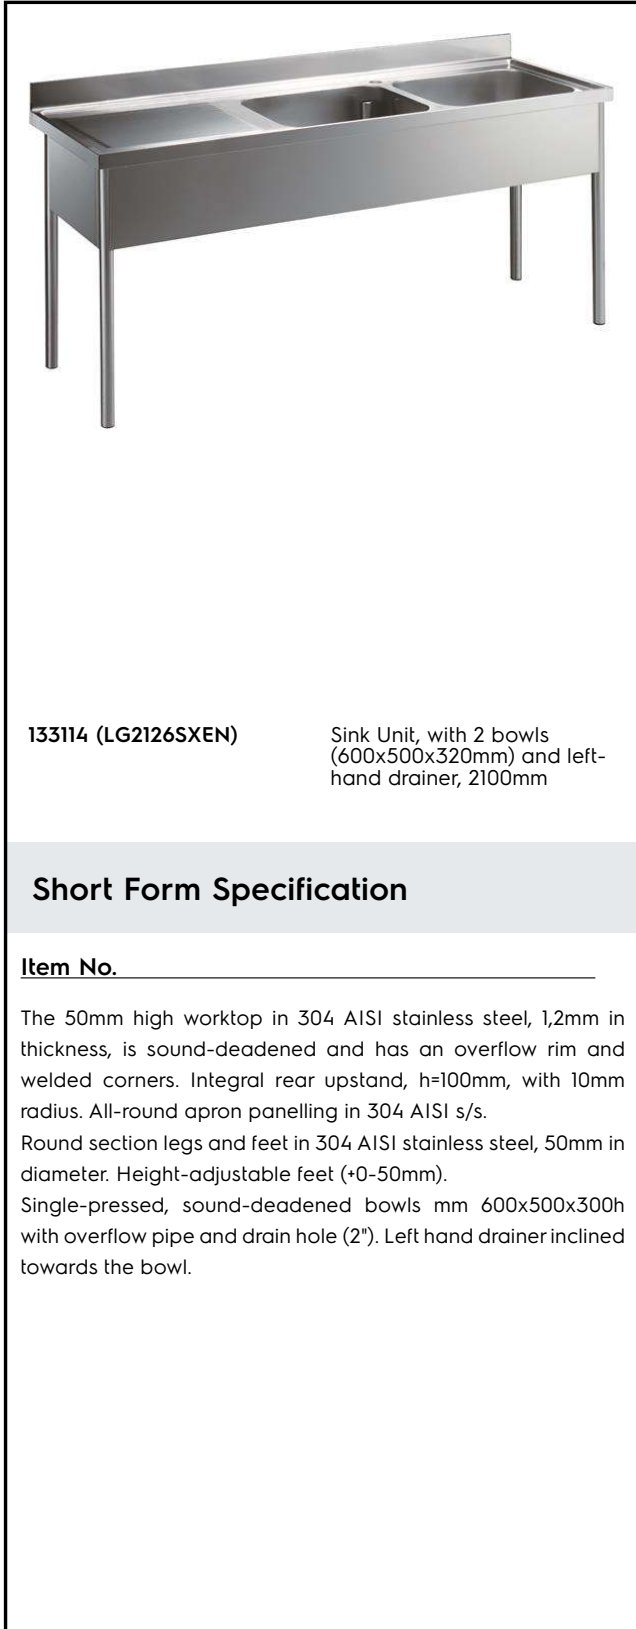 133114 (LG2126SXEN)
Sink Unit, with 2 bowls
(600x500x320mm) and left-
hand drainer, 2100mm
Short Form Specification
Item No.
The 50mm high worktop in 304 AISI stainless steel, 1,2mm in
thickness, is sound-deadened and has an overflow rim and
welded corners. Integral rear upstand, h=100mm, with 10mm
radius. All-round apron panelling in 304 AISI s/s.
Round section legs and feet in 304 AISI stainless steel, 50mm in
diameter. Height-adjustable feet (+0-50mm).
Single-pressed, sound-deadened bowls mm 600x500x300h
with overflow pipe and drain hole (2"). Left hand drainer inclined
towards the bowl.